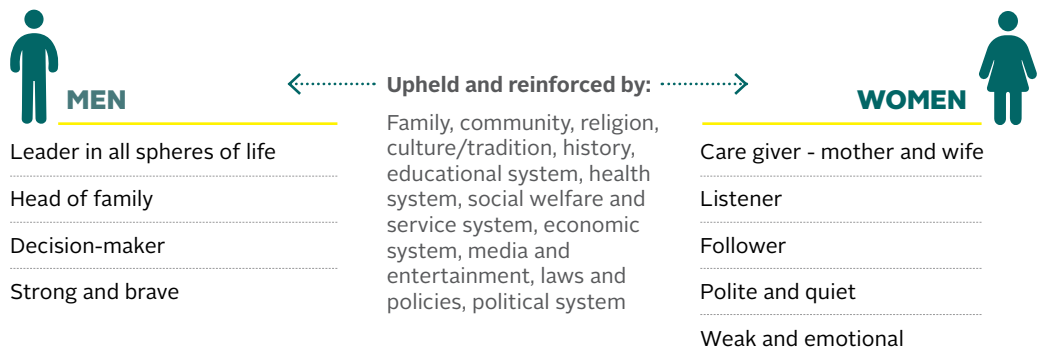 MEN
Leader in all spheres of life
Head of family
Decision-maker
Strong and brave
Upheld and reinforced by:
Family, community, religion,
culture/tradition, history,
educational system, health
system, social welfare and
service system, economic
system, media and
entertainment, laws and
policies, political system
WOMEN
Care giver - mother and wife
Listener
Follower
Polite and quiet
Weak and emotional